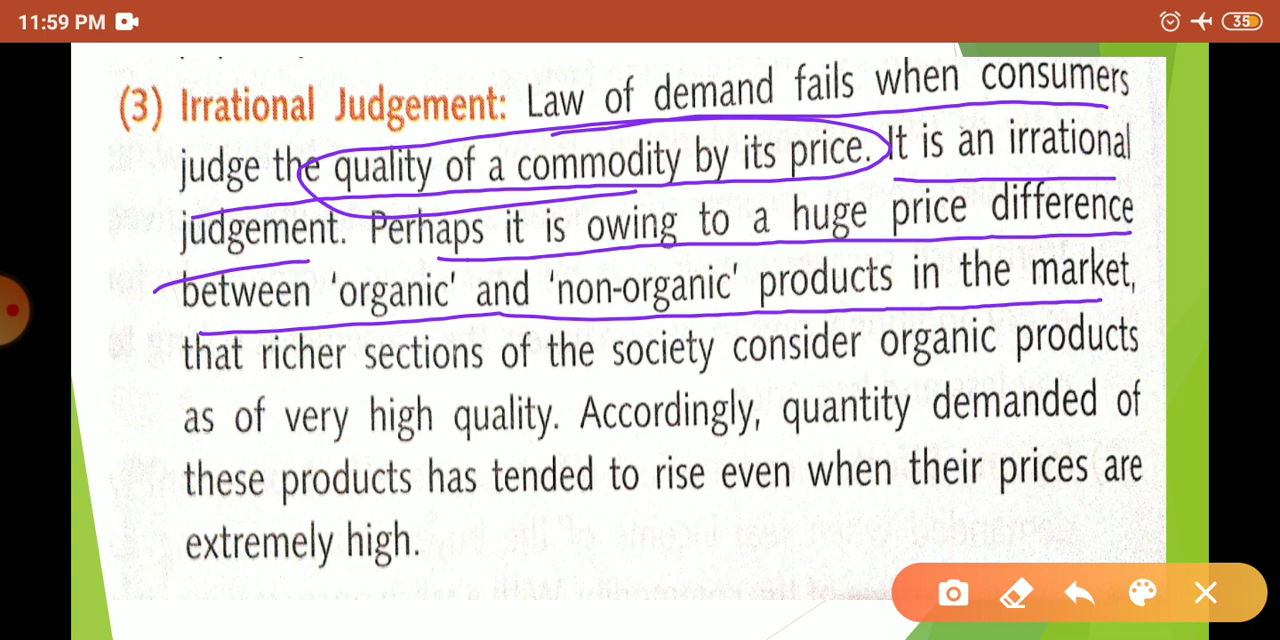 11:59 PM
35
(3) Irrational Judgement: Law of demand fails when consumers
judge the quality of a commodity by its price. It is an irrational
judgement. Perhaps it is owing to a huge price difference
between 'organic' and 'non-organic' products in the market,
that richer sections of the society consider organic products
as of very high quality. Accordingly, quantity demanded of
these products has tended to rise even when their prices are
extremely high.